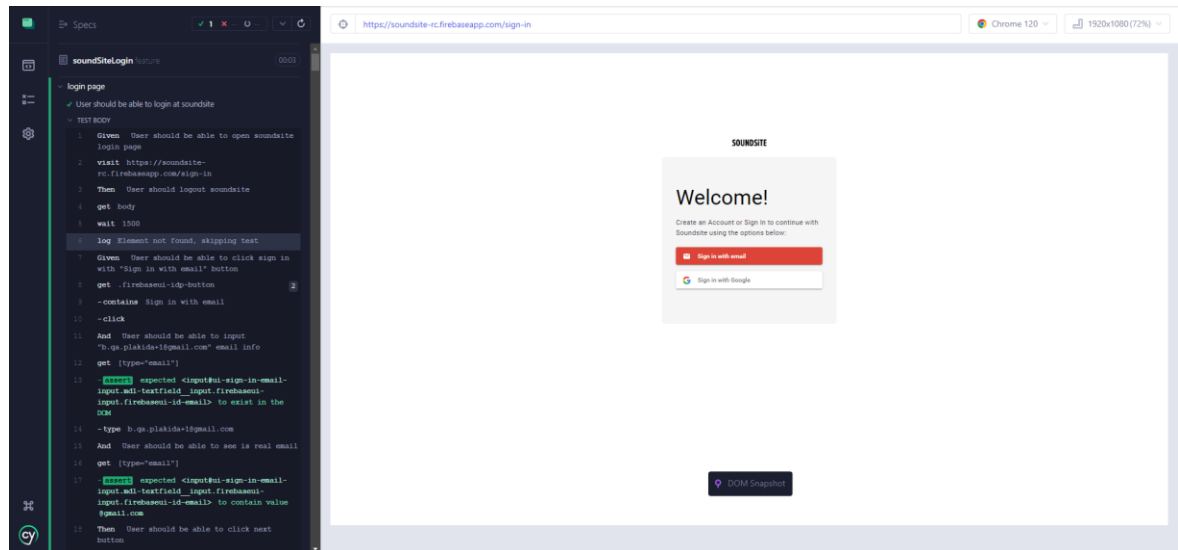 Specs
1
--
--
https://soundsite-rc.firebaseapp.com/sign-in
Chrome 120
1920x1080 (72%)
soundSiteLogin feature
00:03
login page
User should be able to login at soundsite
TEST BODY
1 Given User should be able to open soundsite
login page
2 visit https://soundsite-
rc.firebaseapp.com/sign-in
3 Then User should logout soundsite
4 get body
5 wait 1500
6 log Element not found, skipping test
7 Given User should be able to click sign in
with "Sign in with email" button
8 get .firebaseui-idp-button 2
9 -contains Sign in with email
10 -click
11 And User should be able to input
"b.qa.plakida+1@gmail.com" email info
12 get [type="email"]
13 -assert expected <input#ui-sign-in-email-
input.mdl-textfield__input.firebaseui-
input.firebaseui-id-email> to exist in the
DOM
14 -type b.qa.plakida+1@gmail.com
15 And User should be able to see is real email
16 get [type="email"]
17 -assert expected <input#ui-sign-in-email-
input.mdl-textfield__input.firebaseui-
input.firebaseui-id-email> to contain value
@gmail.com
18 Then User should be able to click next
button
cy
SOUNDSITE
Welcome!
Create an Account or Sign In to continue with
Soundsite using the options below:
Sign in with email
Sign in with Google
DOM Snapshot